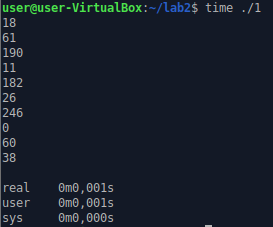 user@user-VirtualBox:~/lab2$ time ./1
18
61
190
11
182
26
246
0
60
38
real 0m0,001s
user 0m0,001s
sys 0m0,000s